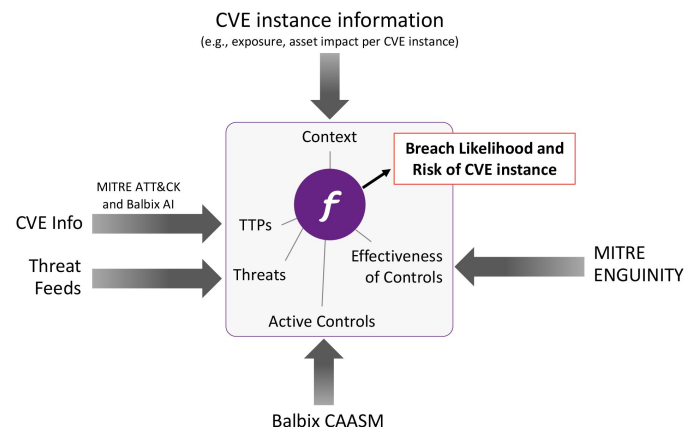 CVE instance information
(e.g., exposure, asset impact per CVE instance)
Context
Breach Likelihood and
Risk of CVE instance
MITRE ATT&CK
and Balbix AI
f
CVE Info
TTPs
Threat
Feeds
Threats
Effectiveness
of Controls
MITRE
ENGUINITY
Active Controls
Balbix CAASM